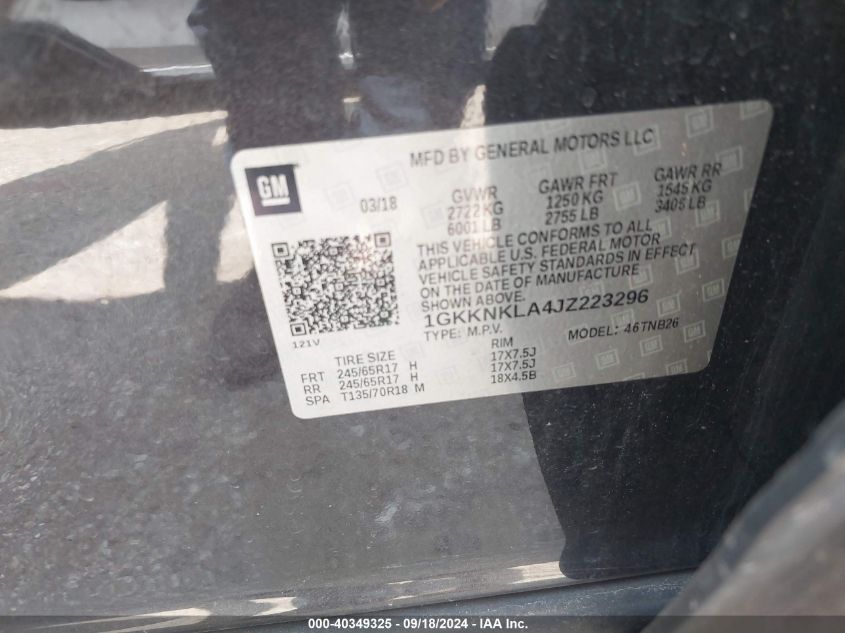 GM
MFD BY GENERAL MOTORS LLC
03/18
GVWR
2722 KG
6001 LB
GAWR FRT
1250 KG
2755 LB
GAWR RR
1545 KG
3405 LB
THIS VEHICLE CONFORMS TO ALL
APPLICABLE U.S. FEDERAL MOTOR
VEHICLE SAFETY STANDARDS IN EFFECT
ON THE DATE OF MANUFACTURE
SHOWN ABOVE.
1GKKNKLA4JZ223296
TYPE: M.P.V. MODEL: 46TNB26
121V
TIRE SIZE RIM
FRT 245/65R17 H 17X7.5J
RR 245/65R17 H 17X7.5J
SPA T135/70R18 M 18X4.5B
000-40349325 - 09/18/2024 - IAAI.com